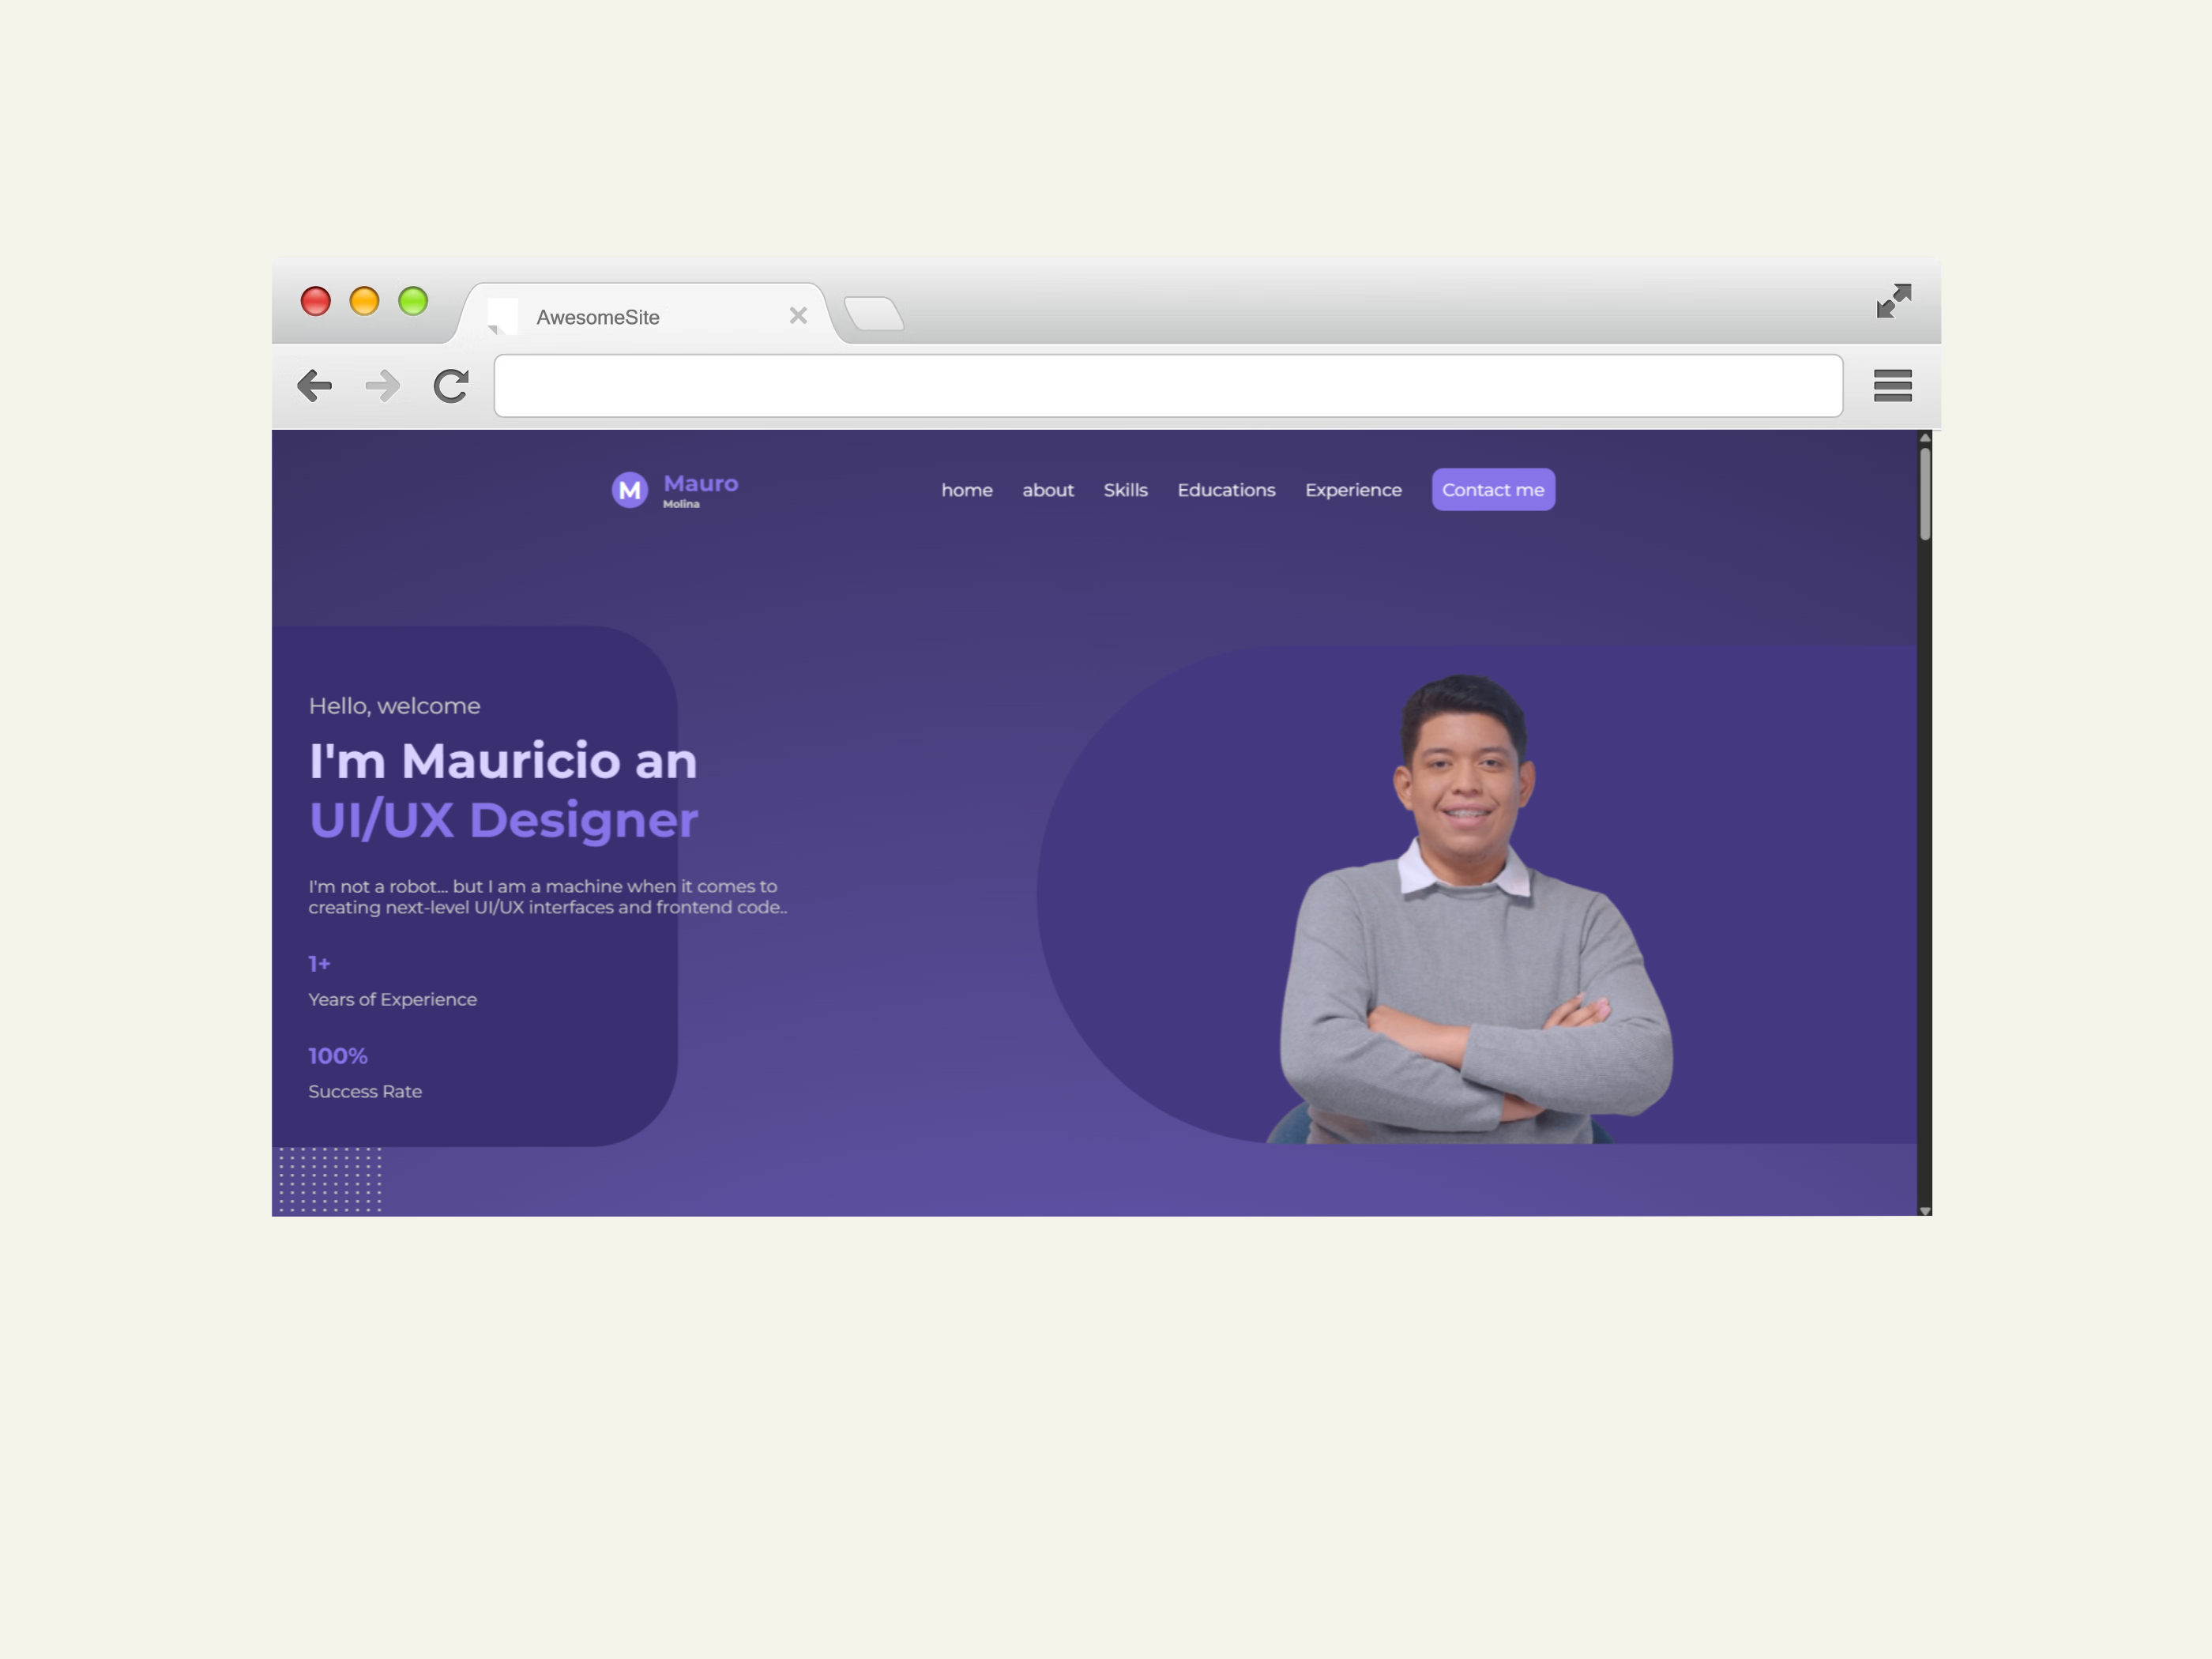 AwesomeSite
M
Mauro
Molina
home about Skills Educations Experience Contact me
Hello, welcome
I'm Mauricio an
UI/UX Designer
I'm not a robot... but I am a machine when it comes to
creating next-level UI/UX interfaces and frontend code..
1+
Years of Experience
100%
Success Rate